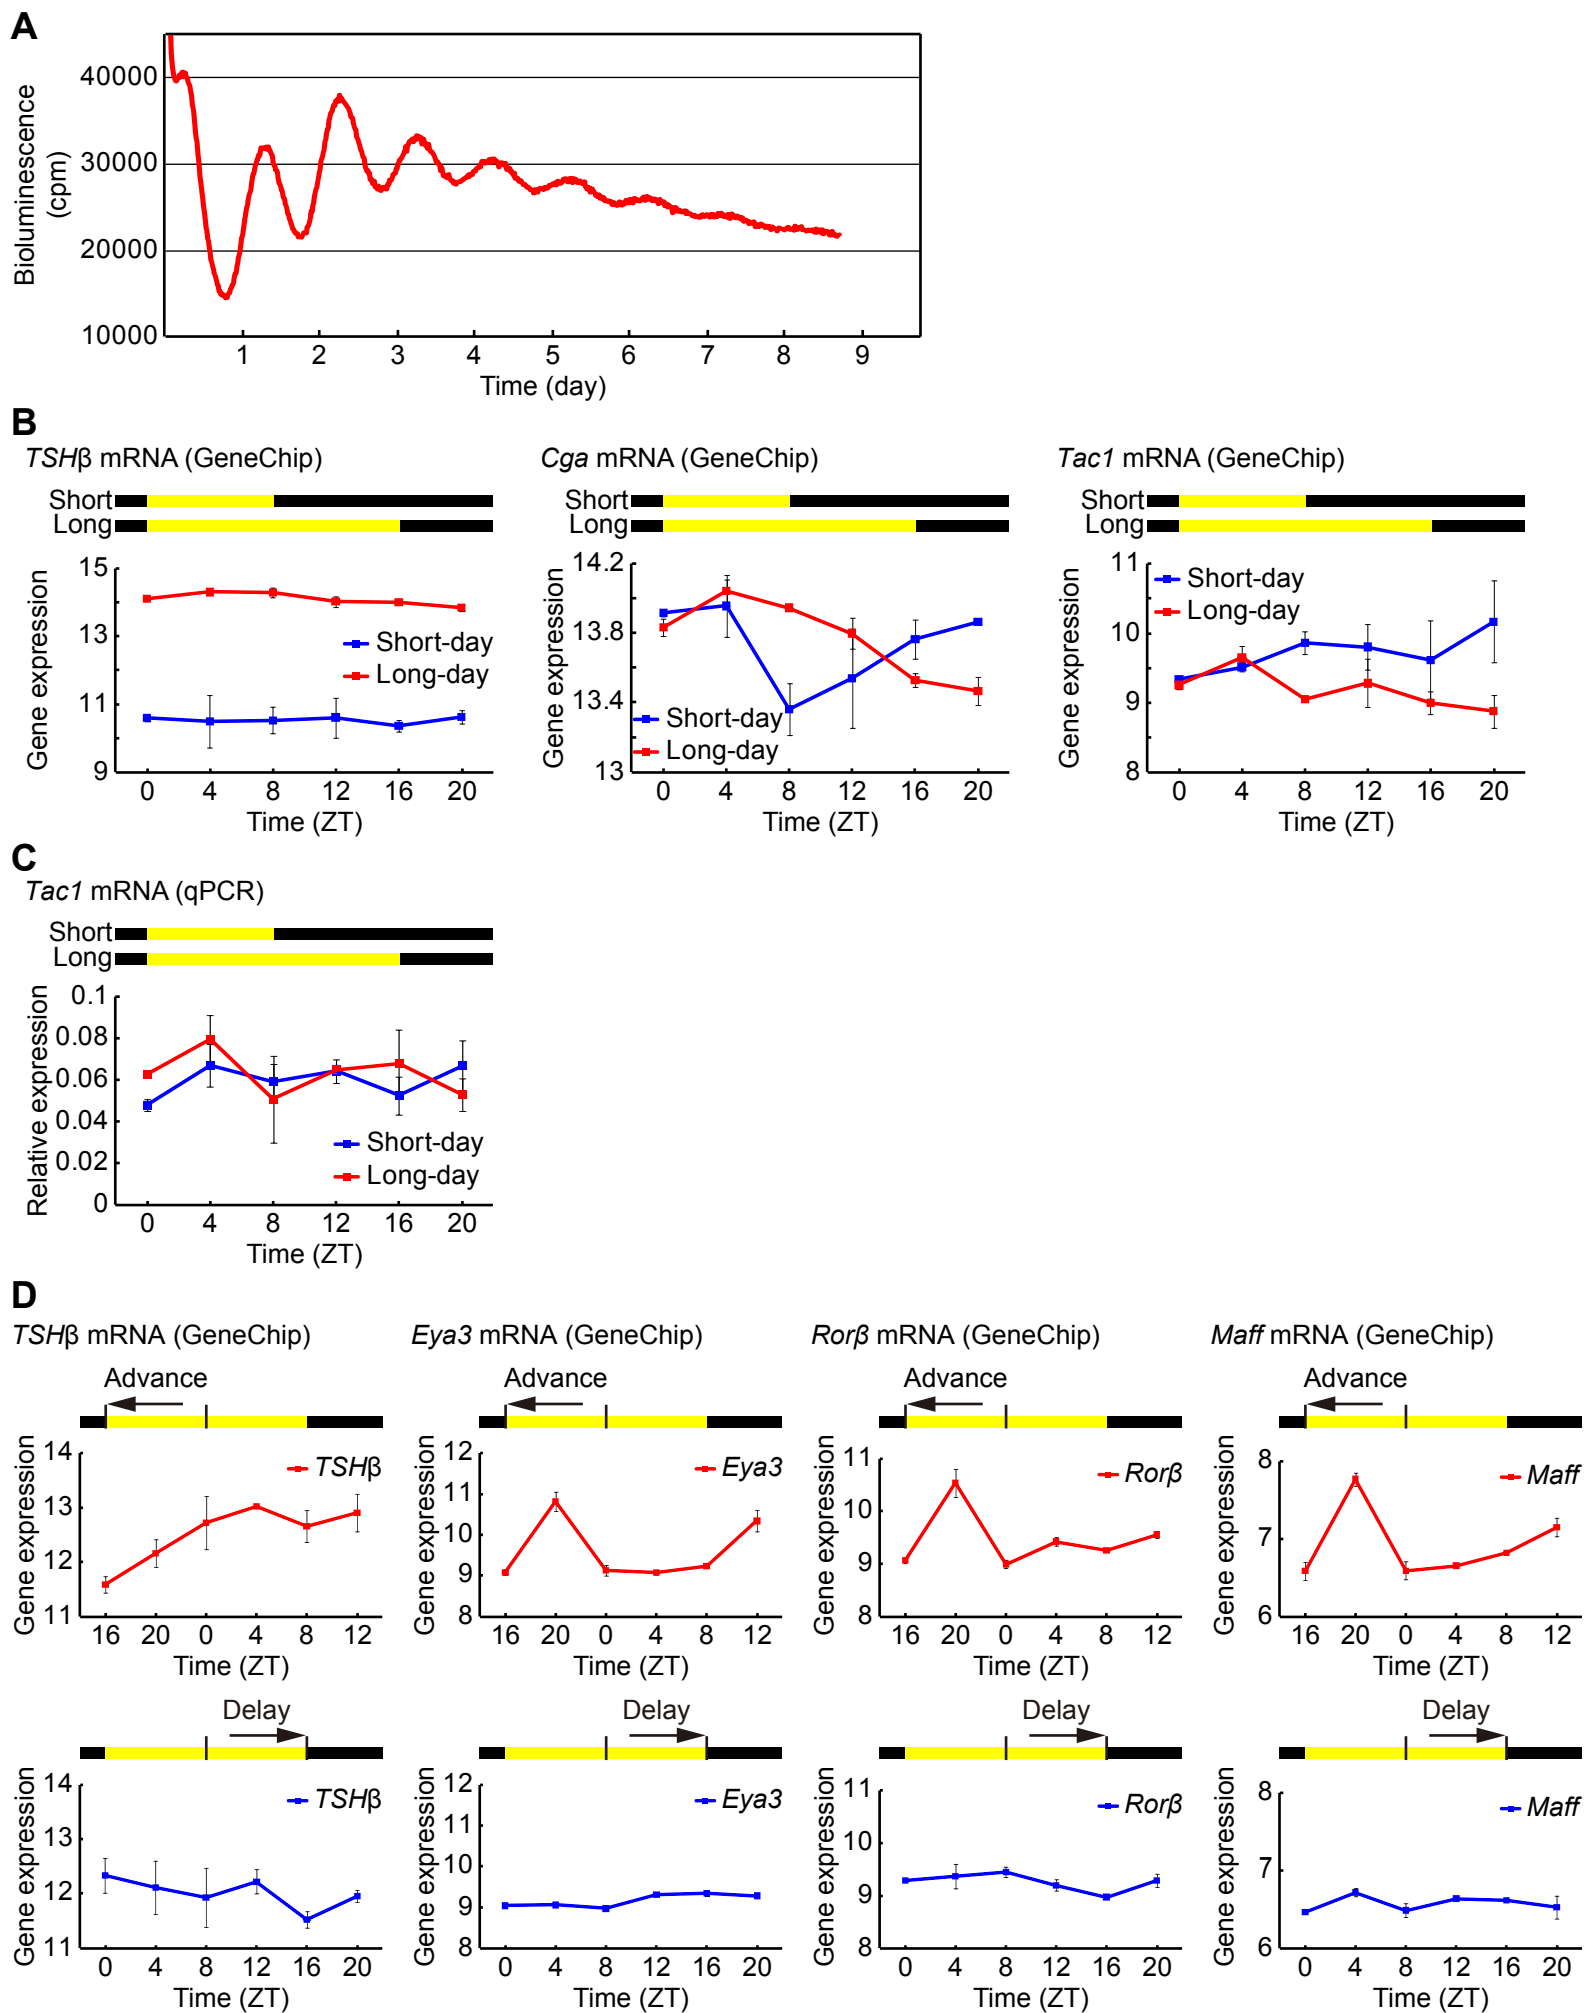 A
Bioluminescence
(cpm)
40000
30000
20000
10000
1 2 3 4 5 6 7 8 9
Time (day)
B
TSHβ mRNA (GeneChip)
Short
Long
Gene expression
15
13
11
9
Short-day
Long-day
0 4 8 12 16 20
Time (ZT)
Cga mRNA (GeneChip)
Short
Long
Gene expression
14.2
13.8
13.4
13
Short-day
Long-day
0 4 8 12 16 20
Time (ZT)
Tac1 mRNA (GeneChip)
Short
Long
Gene expression
11
10
9
8
Short-day
Long-day
0 4 8 12 16 20
Time (ZT)
C
Tac1 mRNA (qPCR)
Short
Long
Relative expression
0.1
0.08
0.06
0.04
0.02
0
Short-day
Long-day
0 4 8 12 16 20
Time (ZT)
D
TSHβ mRNA (GeneChip)
Advance
Gene expression
14
13
12
11
TSHβ
16 20 0 4 8 12
Time (ZT)
Eya3 mRNA (GeneChip)
Advance
Gene expression
12
11
10
9
8
Eya3
16 20 0 4 8 12
Time (ZT)
Rorβ mRNA (GeneChip)
Advance
Gene expression
11
10
9
8
Rorβ
16 20 0 4 8 12
Time (ZT)
Maff mRNA (GeneChip)
Advance
Gene expression
8
7
6
Maff
16 20 0 4 8 12
Time (ZT)
Delay
Gene expression
14
13
12
11
TSHβ
0 4 8 12 16 20
Time (ZT)
Delay
Gene expression
12
11
10
9
8
Eya3
0 4 8 12 16 20
Time (ZT)
Delay
Gene expression
11
10
9
8
Rorβ
0 4 8 12 16 20
Time (ZT)
Delay
Gene expression
8
7
6
Maff
0 4 8 12 16 20
Time (ZT)